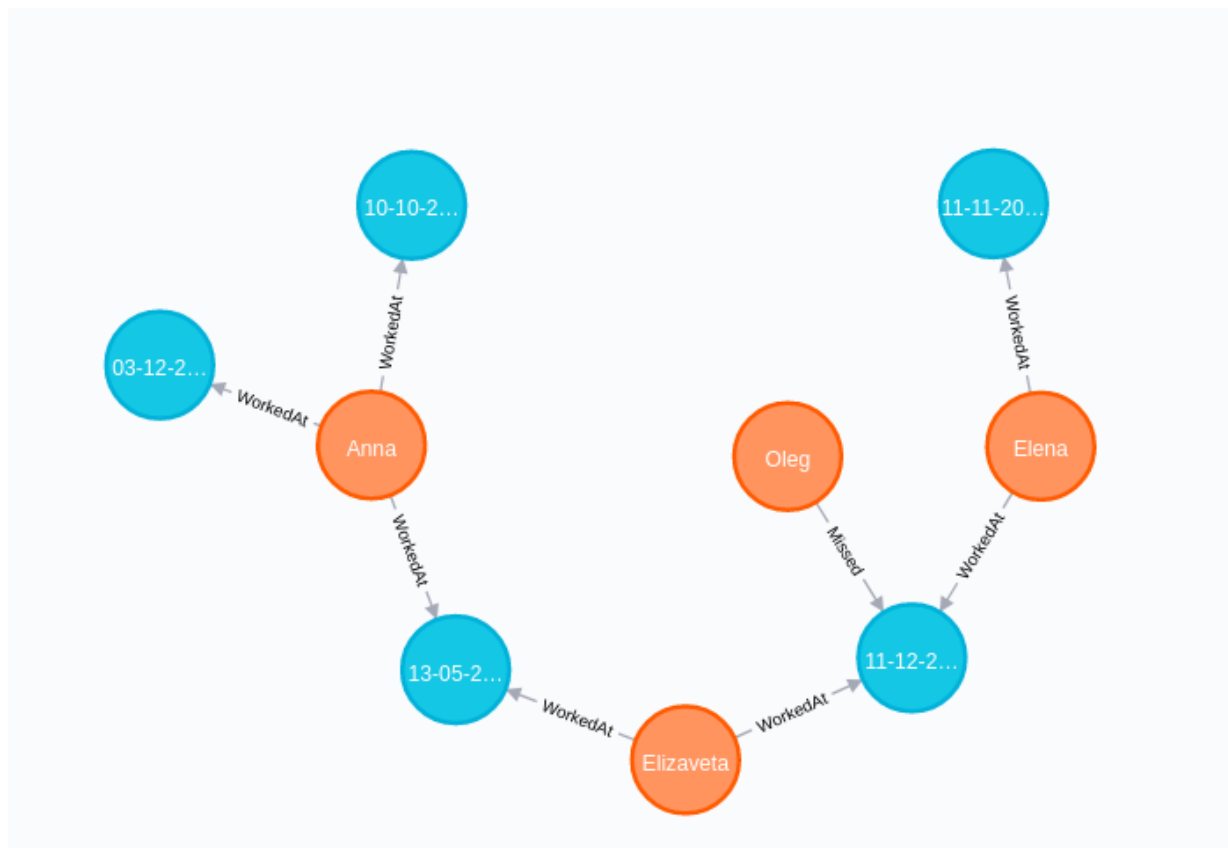 10-10-2…
11-11-20…
WorkedAt
WorkedAt
03-12-2…
WorkedAt
Anna
Oleg
Elena
WorkedAt
Missed
WorkedAt
13-05-2…
11-12-2…
WorkedAt
WorkedAt
Elizaveta